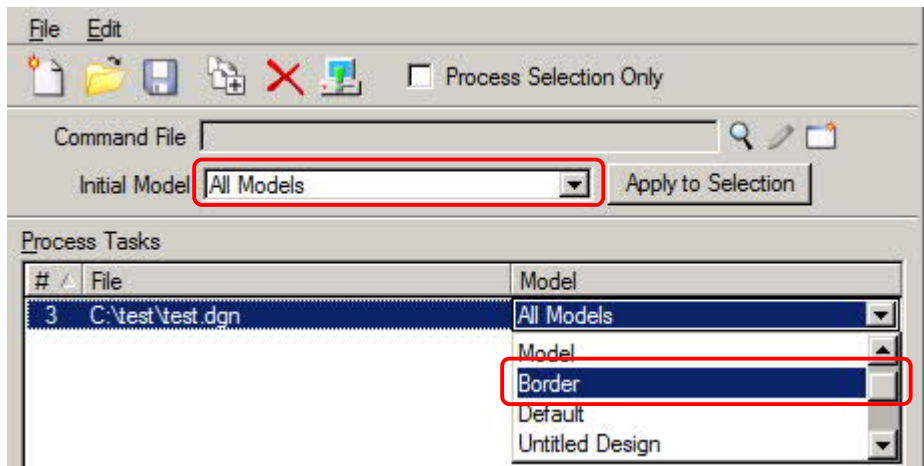 File Edit
Process Selection Only
Command File
Initial Model All Models Apply to Selection
Process Tasks
# File Model
3 C:\test\test.dgn All Models
Model
Border
Default
Untitled Design